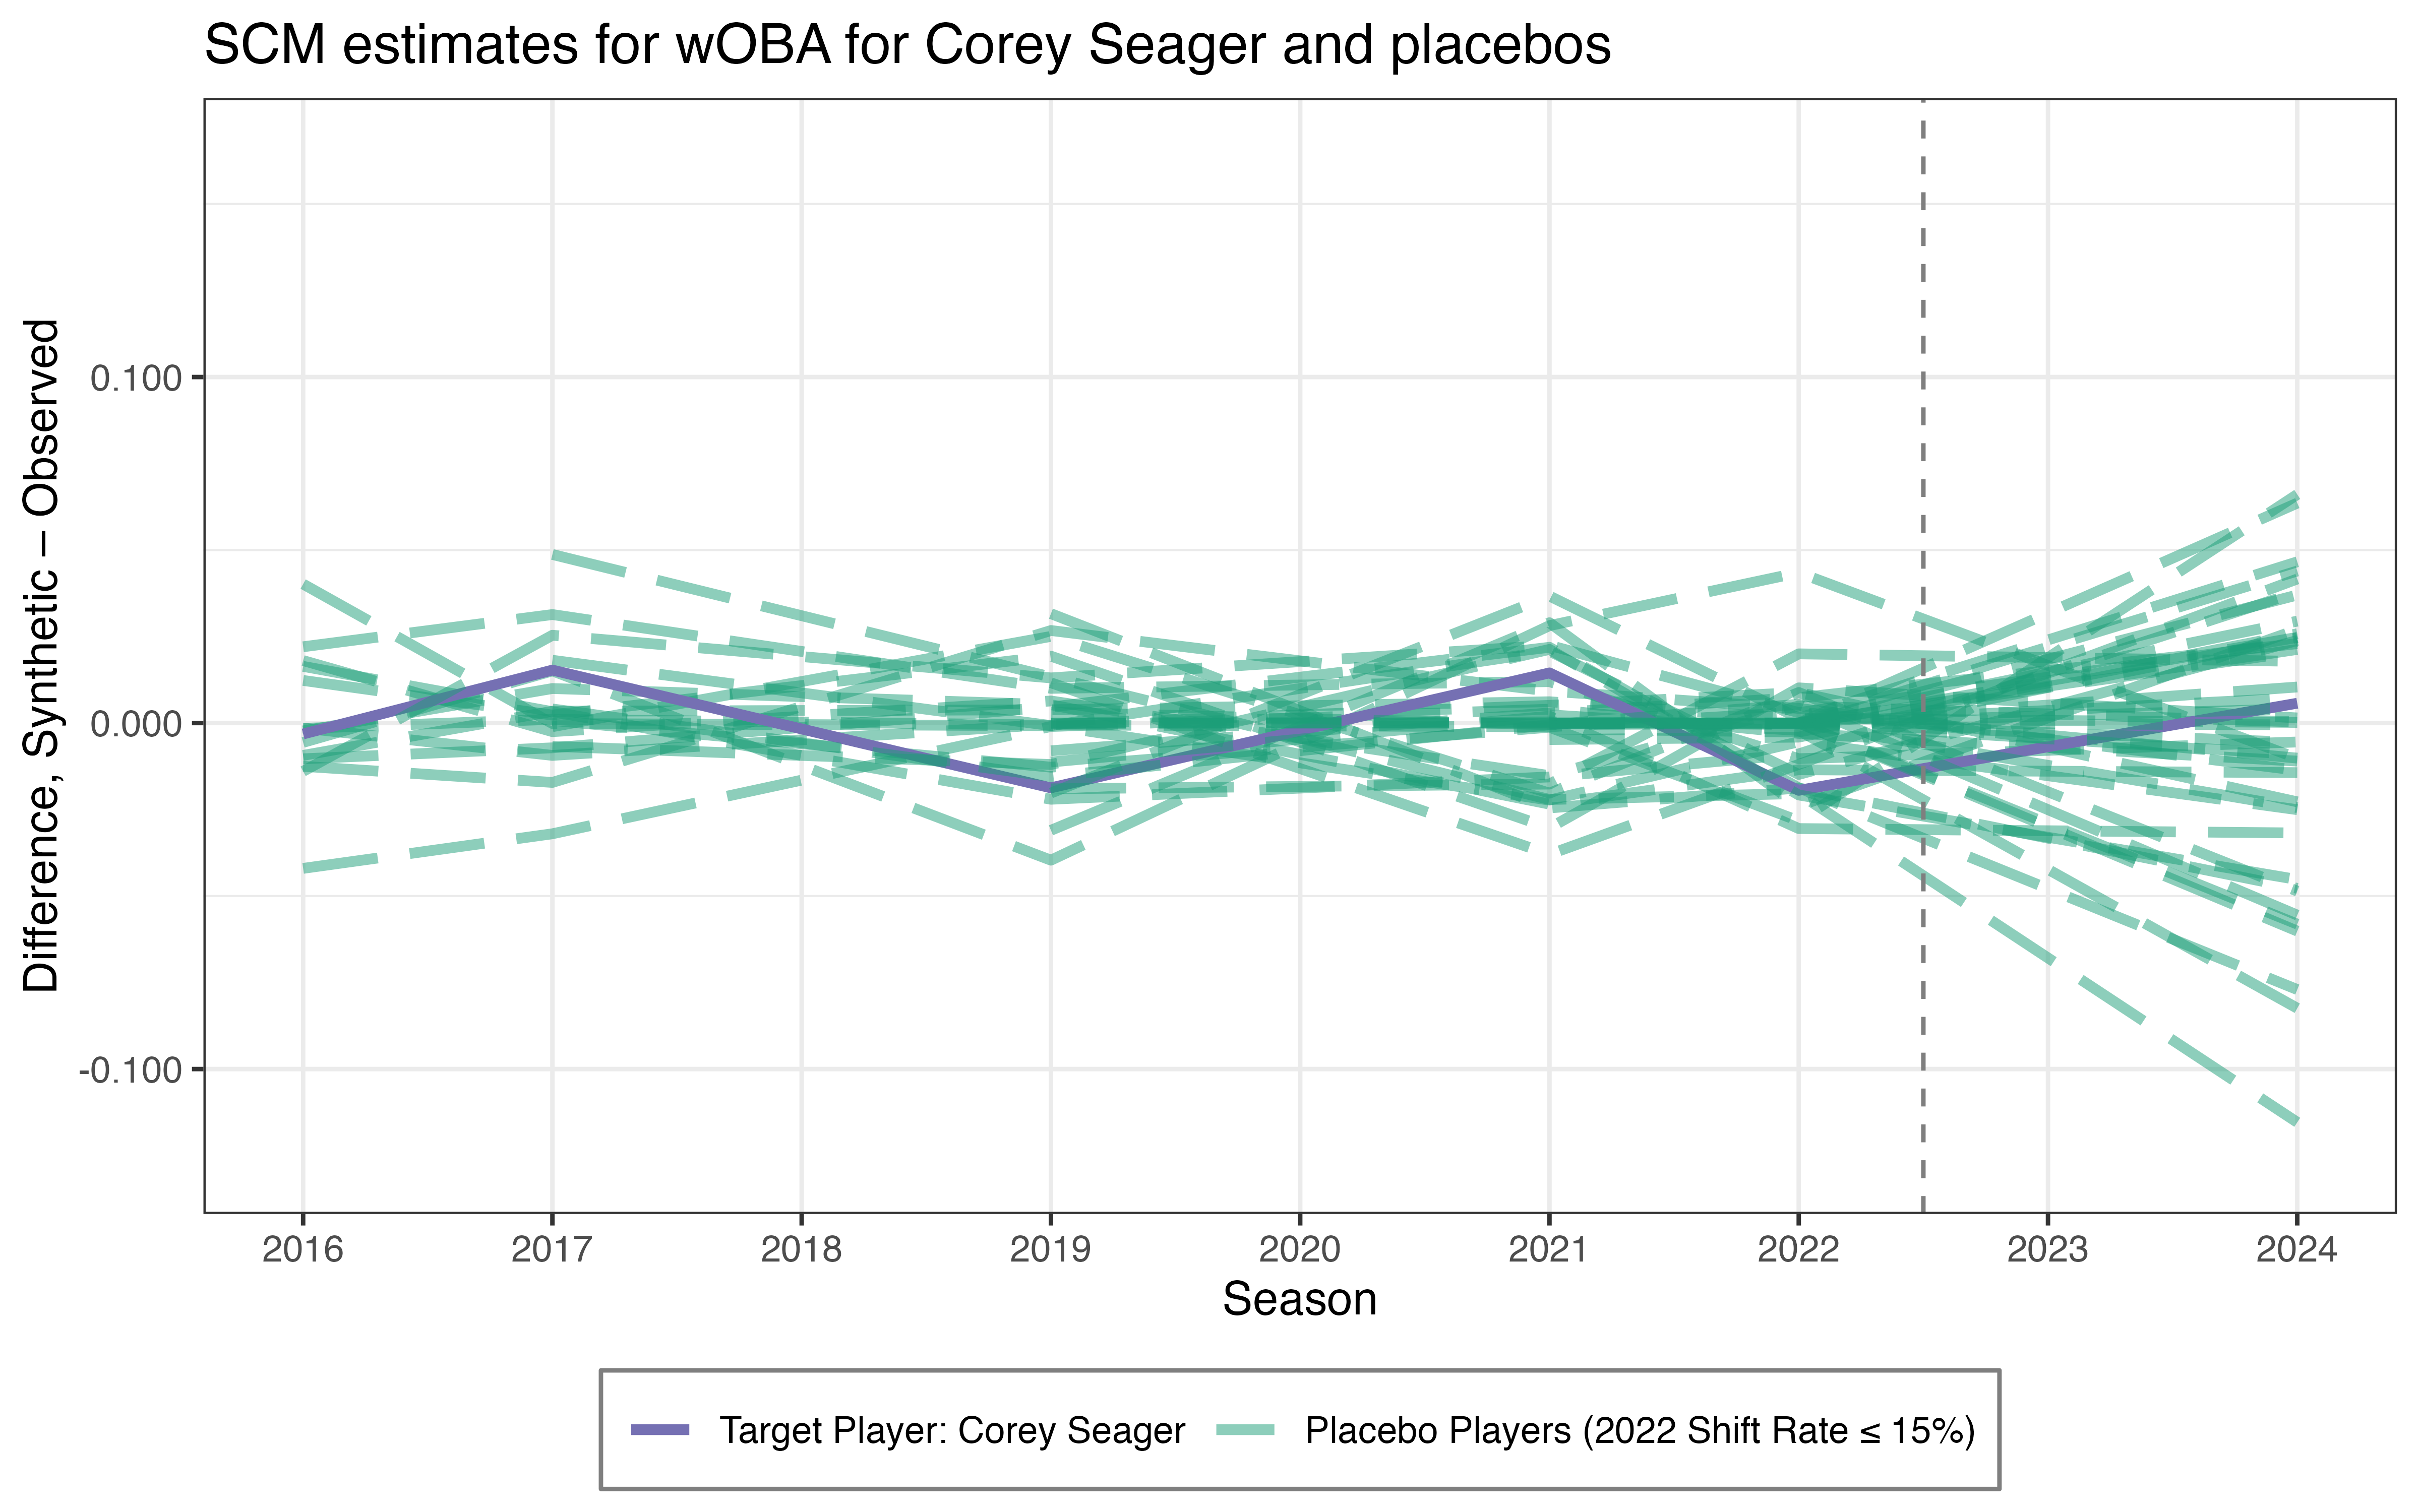 SCM estimates for wOBA for Corey Seager and placebos
Difference, Synthetic − Observed
0.100
0.000
-0.100
2016 2017 2018 2019 2020 2021 2022 2023 2024
Season
Target Player: Corey Seager Placebo Players (2022 Shift Rate ≤ 15%)